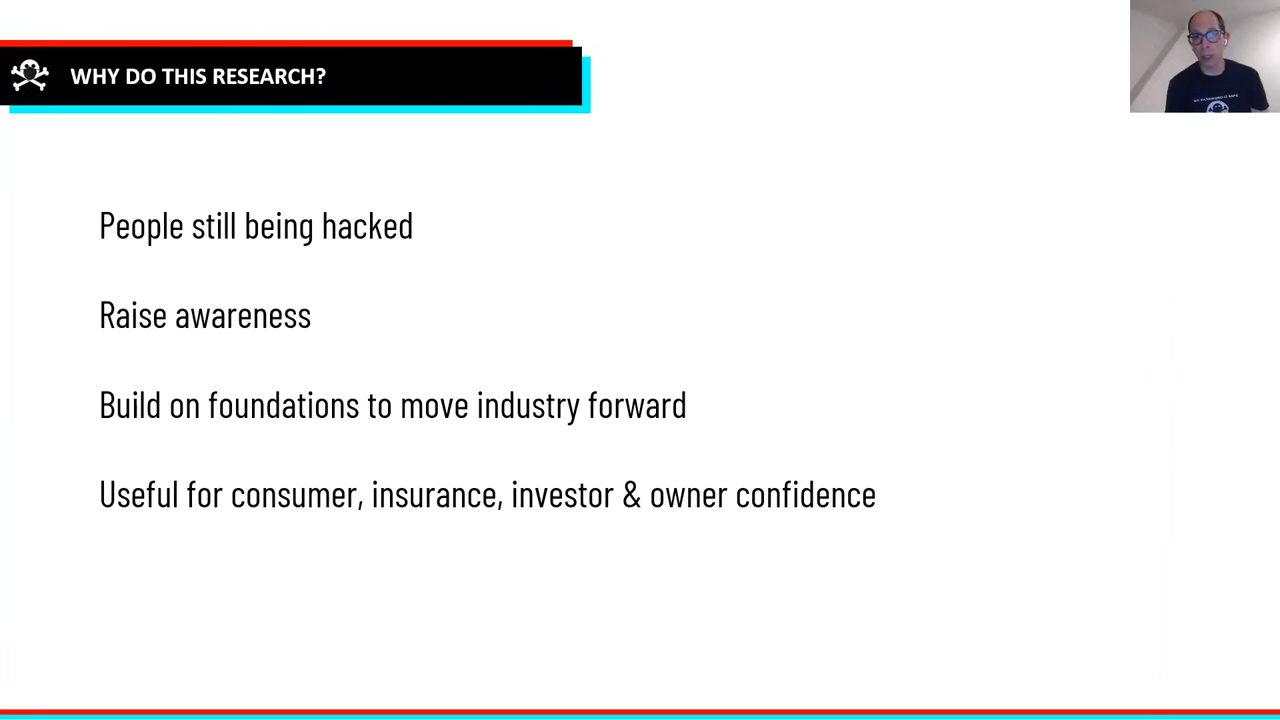 WHY DO THIS RESEARCH?
People still being hacked
Raise awareness
Build on foundations to move industry forward
Useful for consumer, insurance, investor & owner confidence